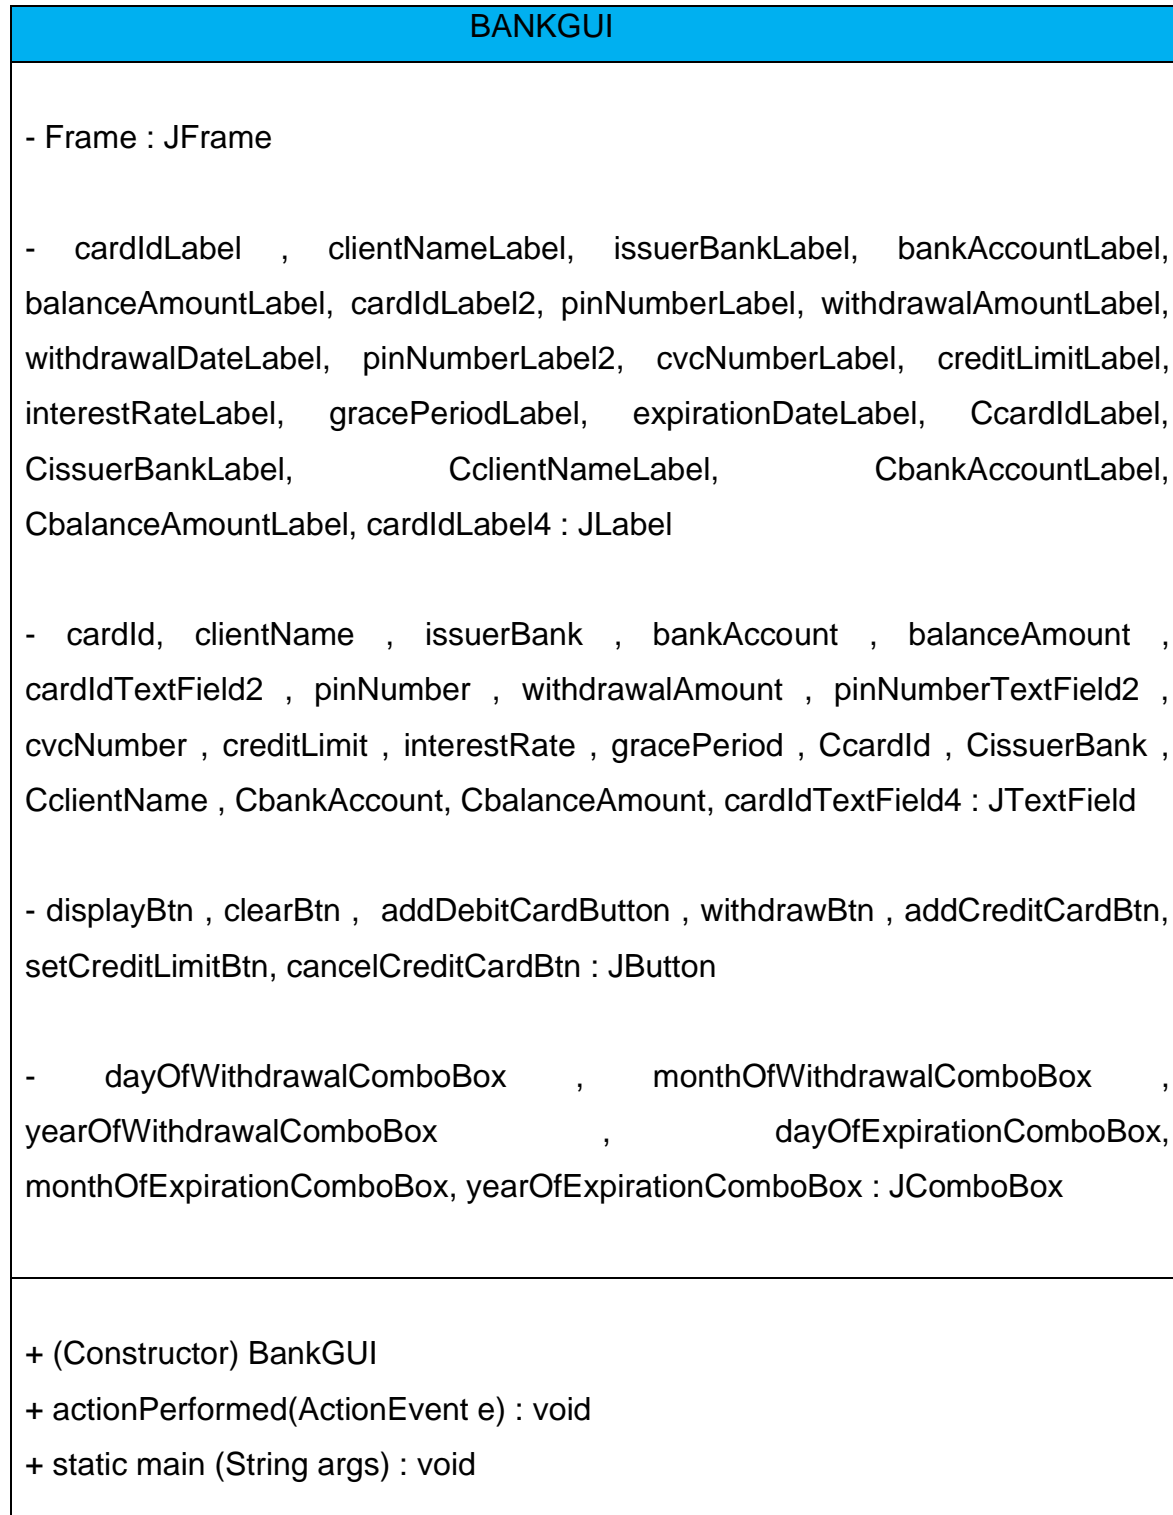 BANKGUI
- Frame : JFrame
- cardIdLabel , clientNameLabel, issuerBankLabel, bankAccountLabel,
balanceAmountLabel, cardIdLabel2, pinNumberLabel, withdrawalAmountLabel,
withdrawalDateLabel, pinNumberLabel2, cvcNumberLabel, creditLimitLabel,
interestRateLabel, gracePeriodLabel, expirationDateLabel, CcardIdLabel,
CissuerBankLabel, CclientNameLabel, CbankAccountLabel,
CbalanceAmountLabel, cardIdLabel4 : JLabel
- cardId, clientName , issuerBank , bankAccount , balanceAmount ,
cardIdTextField2 , pinNumber , withdrawalAmount , pinNumberTextField2 ,
cvcNumber , creditLimit , interestRate , gracePeriod , CcardId , CissuerBank ,
CclientName , CbankAccount, CbalanceAmount, cardIdTextField4 : JTextField
- displayBtn , clearBtn , addDebitCardButton , withdrawBtn , addCreditCardBtn,
setCreditLimitBtn, cancelCreditCardBtn : JButton
- dayOfWithdrawalComboBox , monthOfWithdrawalComboBox ,
yearOfWithdrawalComboBox , dayOfExpirationComboBox,
monthOfExpirationComboBox, yearOfExpirationComboBox : JComboBox
+ (Constructor) BankGUI
+ actionPerformed(ActionEvent e) : void
+ static main (String args) : void